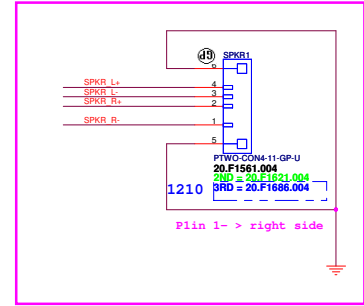 GP
SPKR1
6
SPKR_L+
4
SPKR_L-
3
SPKR_R+
2
SPKR_R-
1
5
PTWO-CON4-11-GP-U
20.F1561.004
2ND = 20.F1621.004
1210
3RD = 20.F1686.004
P1in 1- > right side